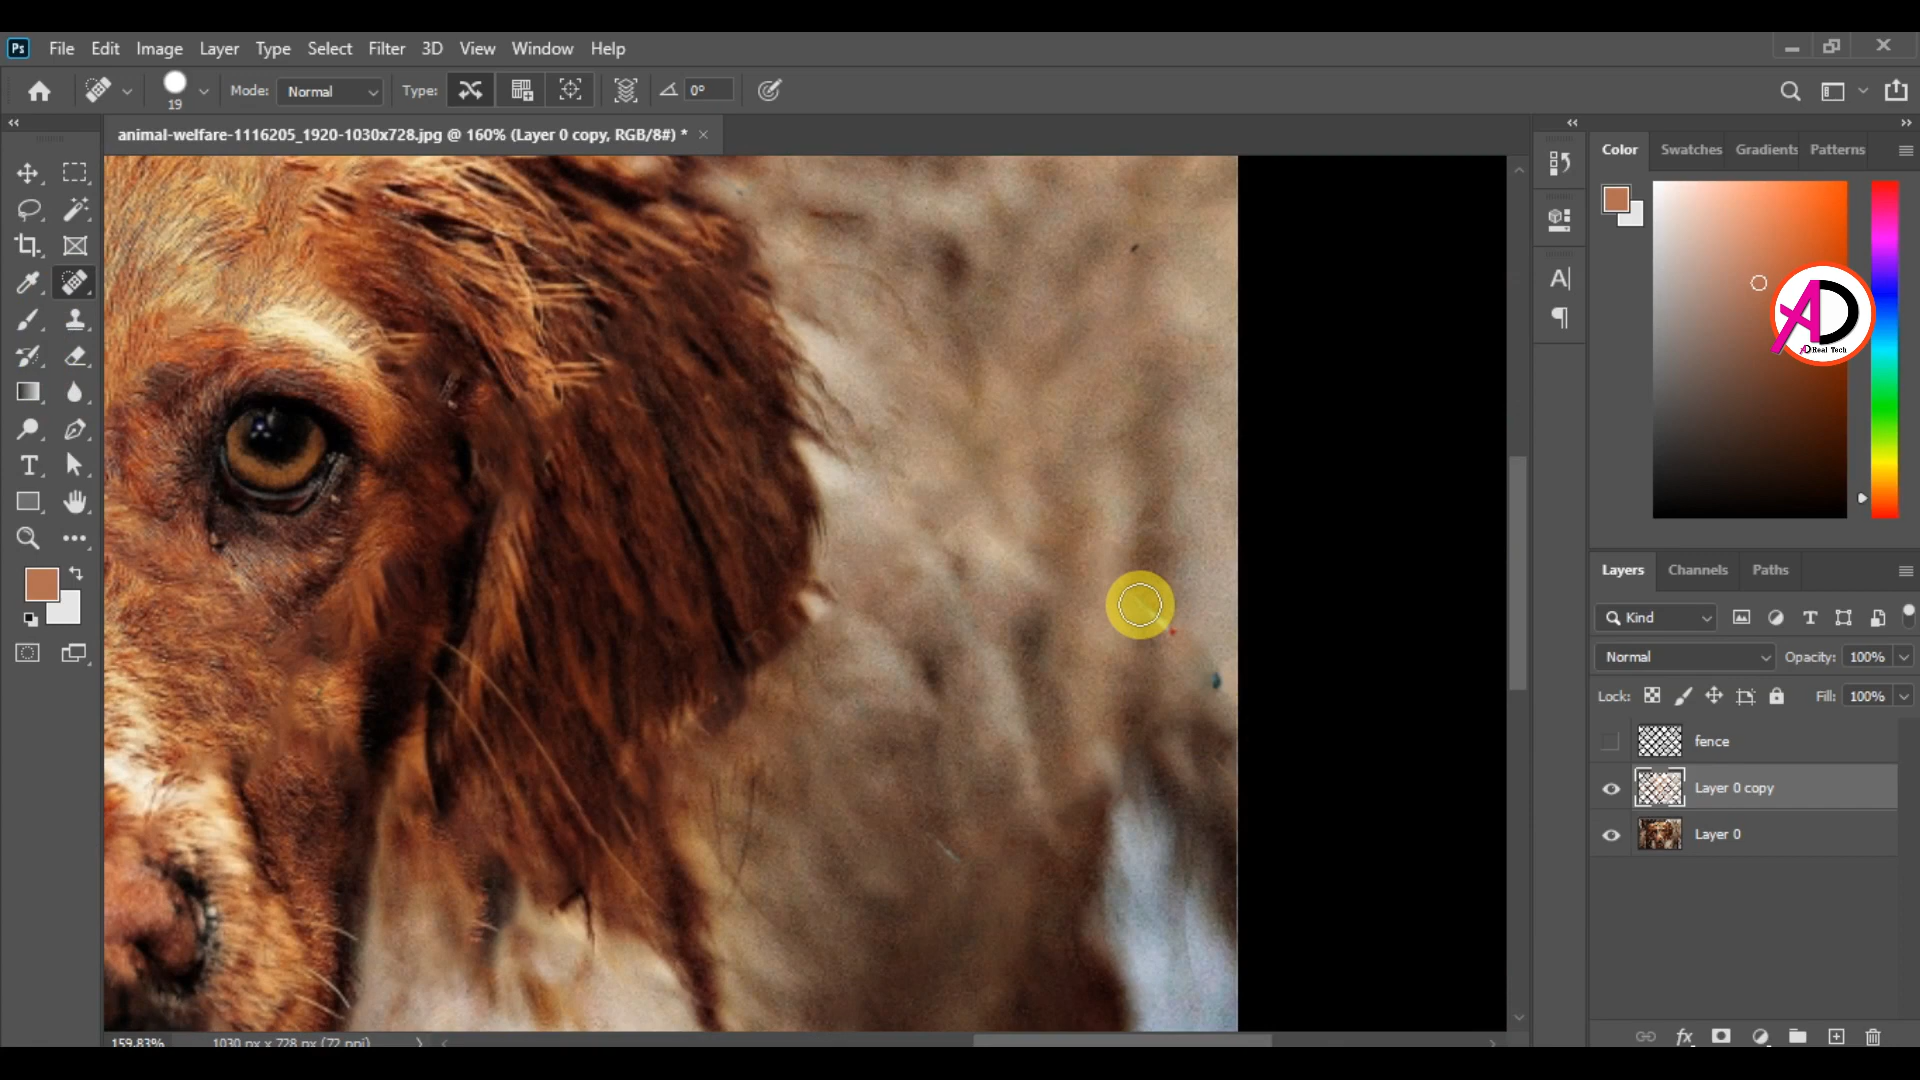 Ps File Edit Image Layer Type Select Filter 3D View Window Help
19 Mode: Normal Type: 0°
animal-welfare-1116205_1920-1030x728.jpg @ 160% (Layer 0 copy, RGB/8#) *
Color Swatches Gradients Patterns
AD
AD Real Tech
Layers Channels Paths
Kind
Normal Opacity: 100%
Lock: Fill: 100%
fence
Layer 0 copy
Layer 0
159.83% 1030 px x 728 px (72 ppi)